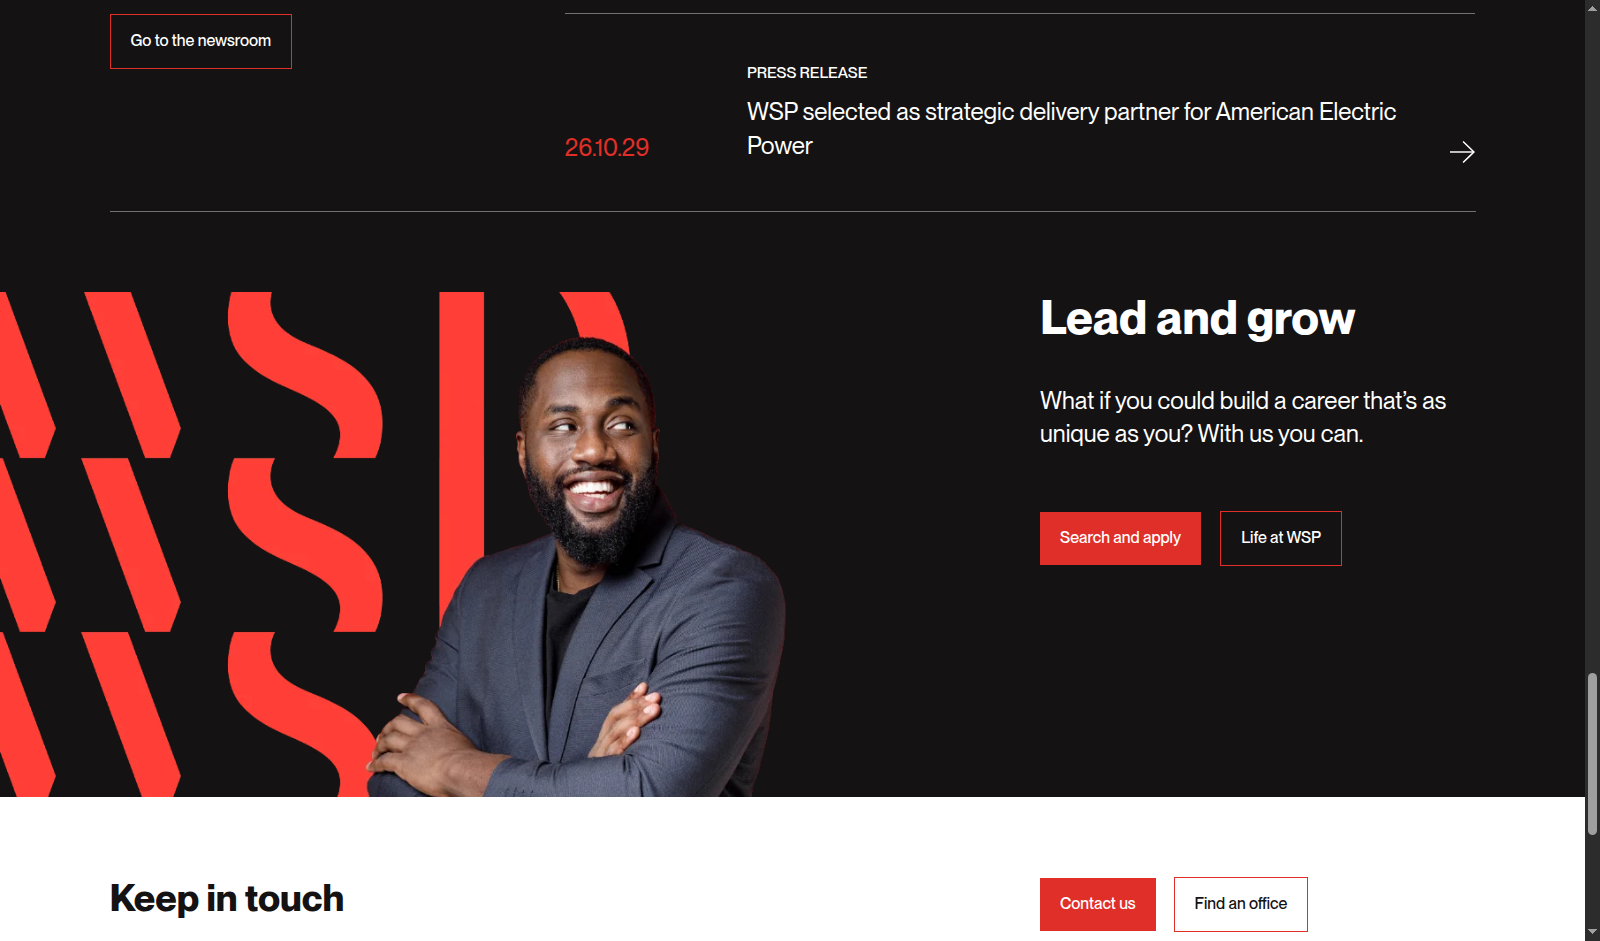 Go to the newsroom
PRESS RELEASE
WSP selected as strategic delivery partner for American Electric
Power
26.10.29
WSP
Lead and grow
What if you could build a career that’s as
unique as you? With us you can.
Search and apply
Life at WSP
Keep in touch
Contact us
Find an office